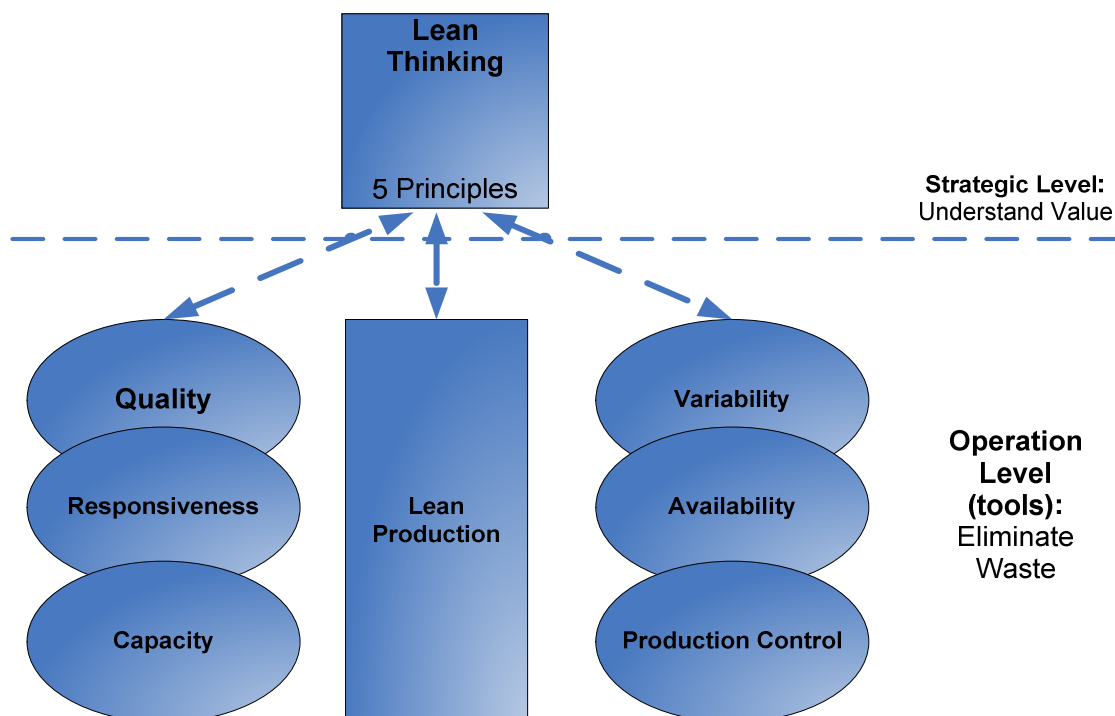 Lean
Thinking
5 Principles
Strategic Level:
Understand Value
Quality
Responsiveness
Capacity
Lean
Production
Variability
Availability
Production Control
Operation
Level
(tools):
Eliminate
Waste